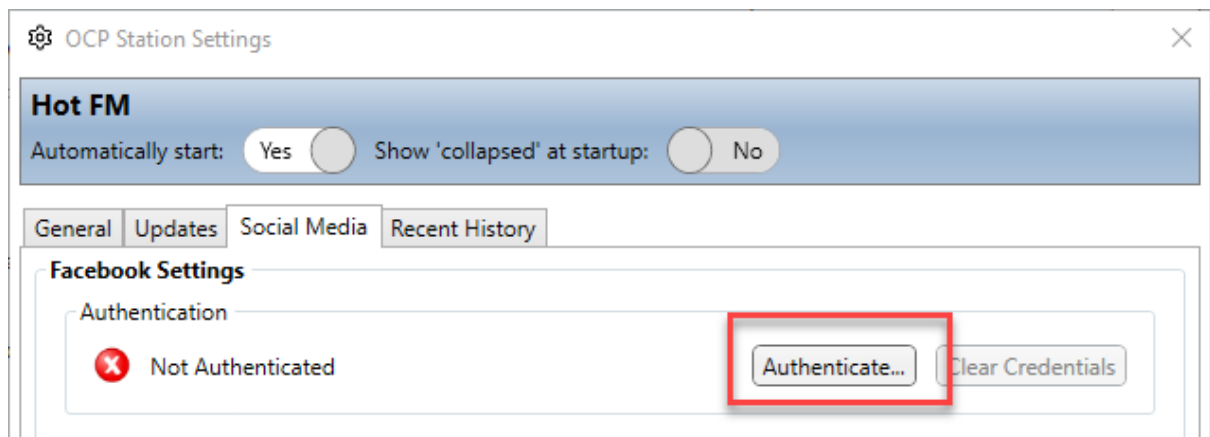 OCP Station Settings
Hot FM
Automatically start: Yes Show 'collapsed' at startup: No
General Updates Social Media Recent History
Facebook Settings
Authentication
Not Authenticated Authenticate... Clear Credentials